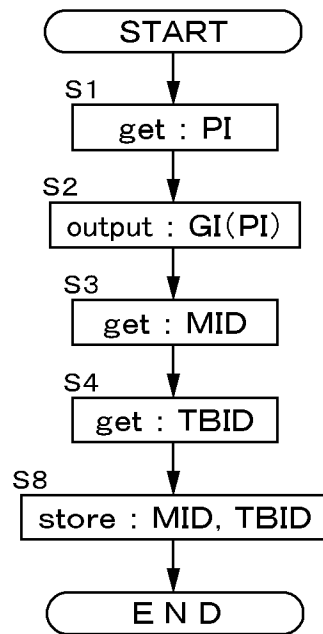 START
S1
get : PI
S2
output : GI(PI)
S3
get : MID
S4
get : TBID
S8
store : MID, TBID
END